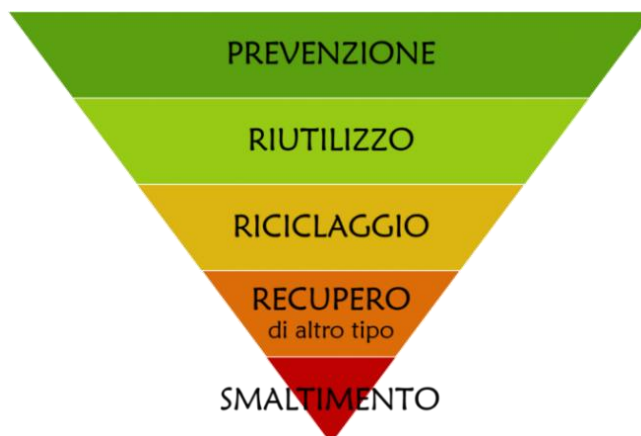 PREVENZIONE
RIUTILIZZO
RICICLAGGIO
RECUPERO
di altro tipo
SMALTIMENTO